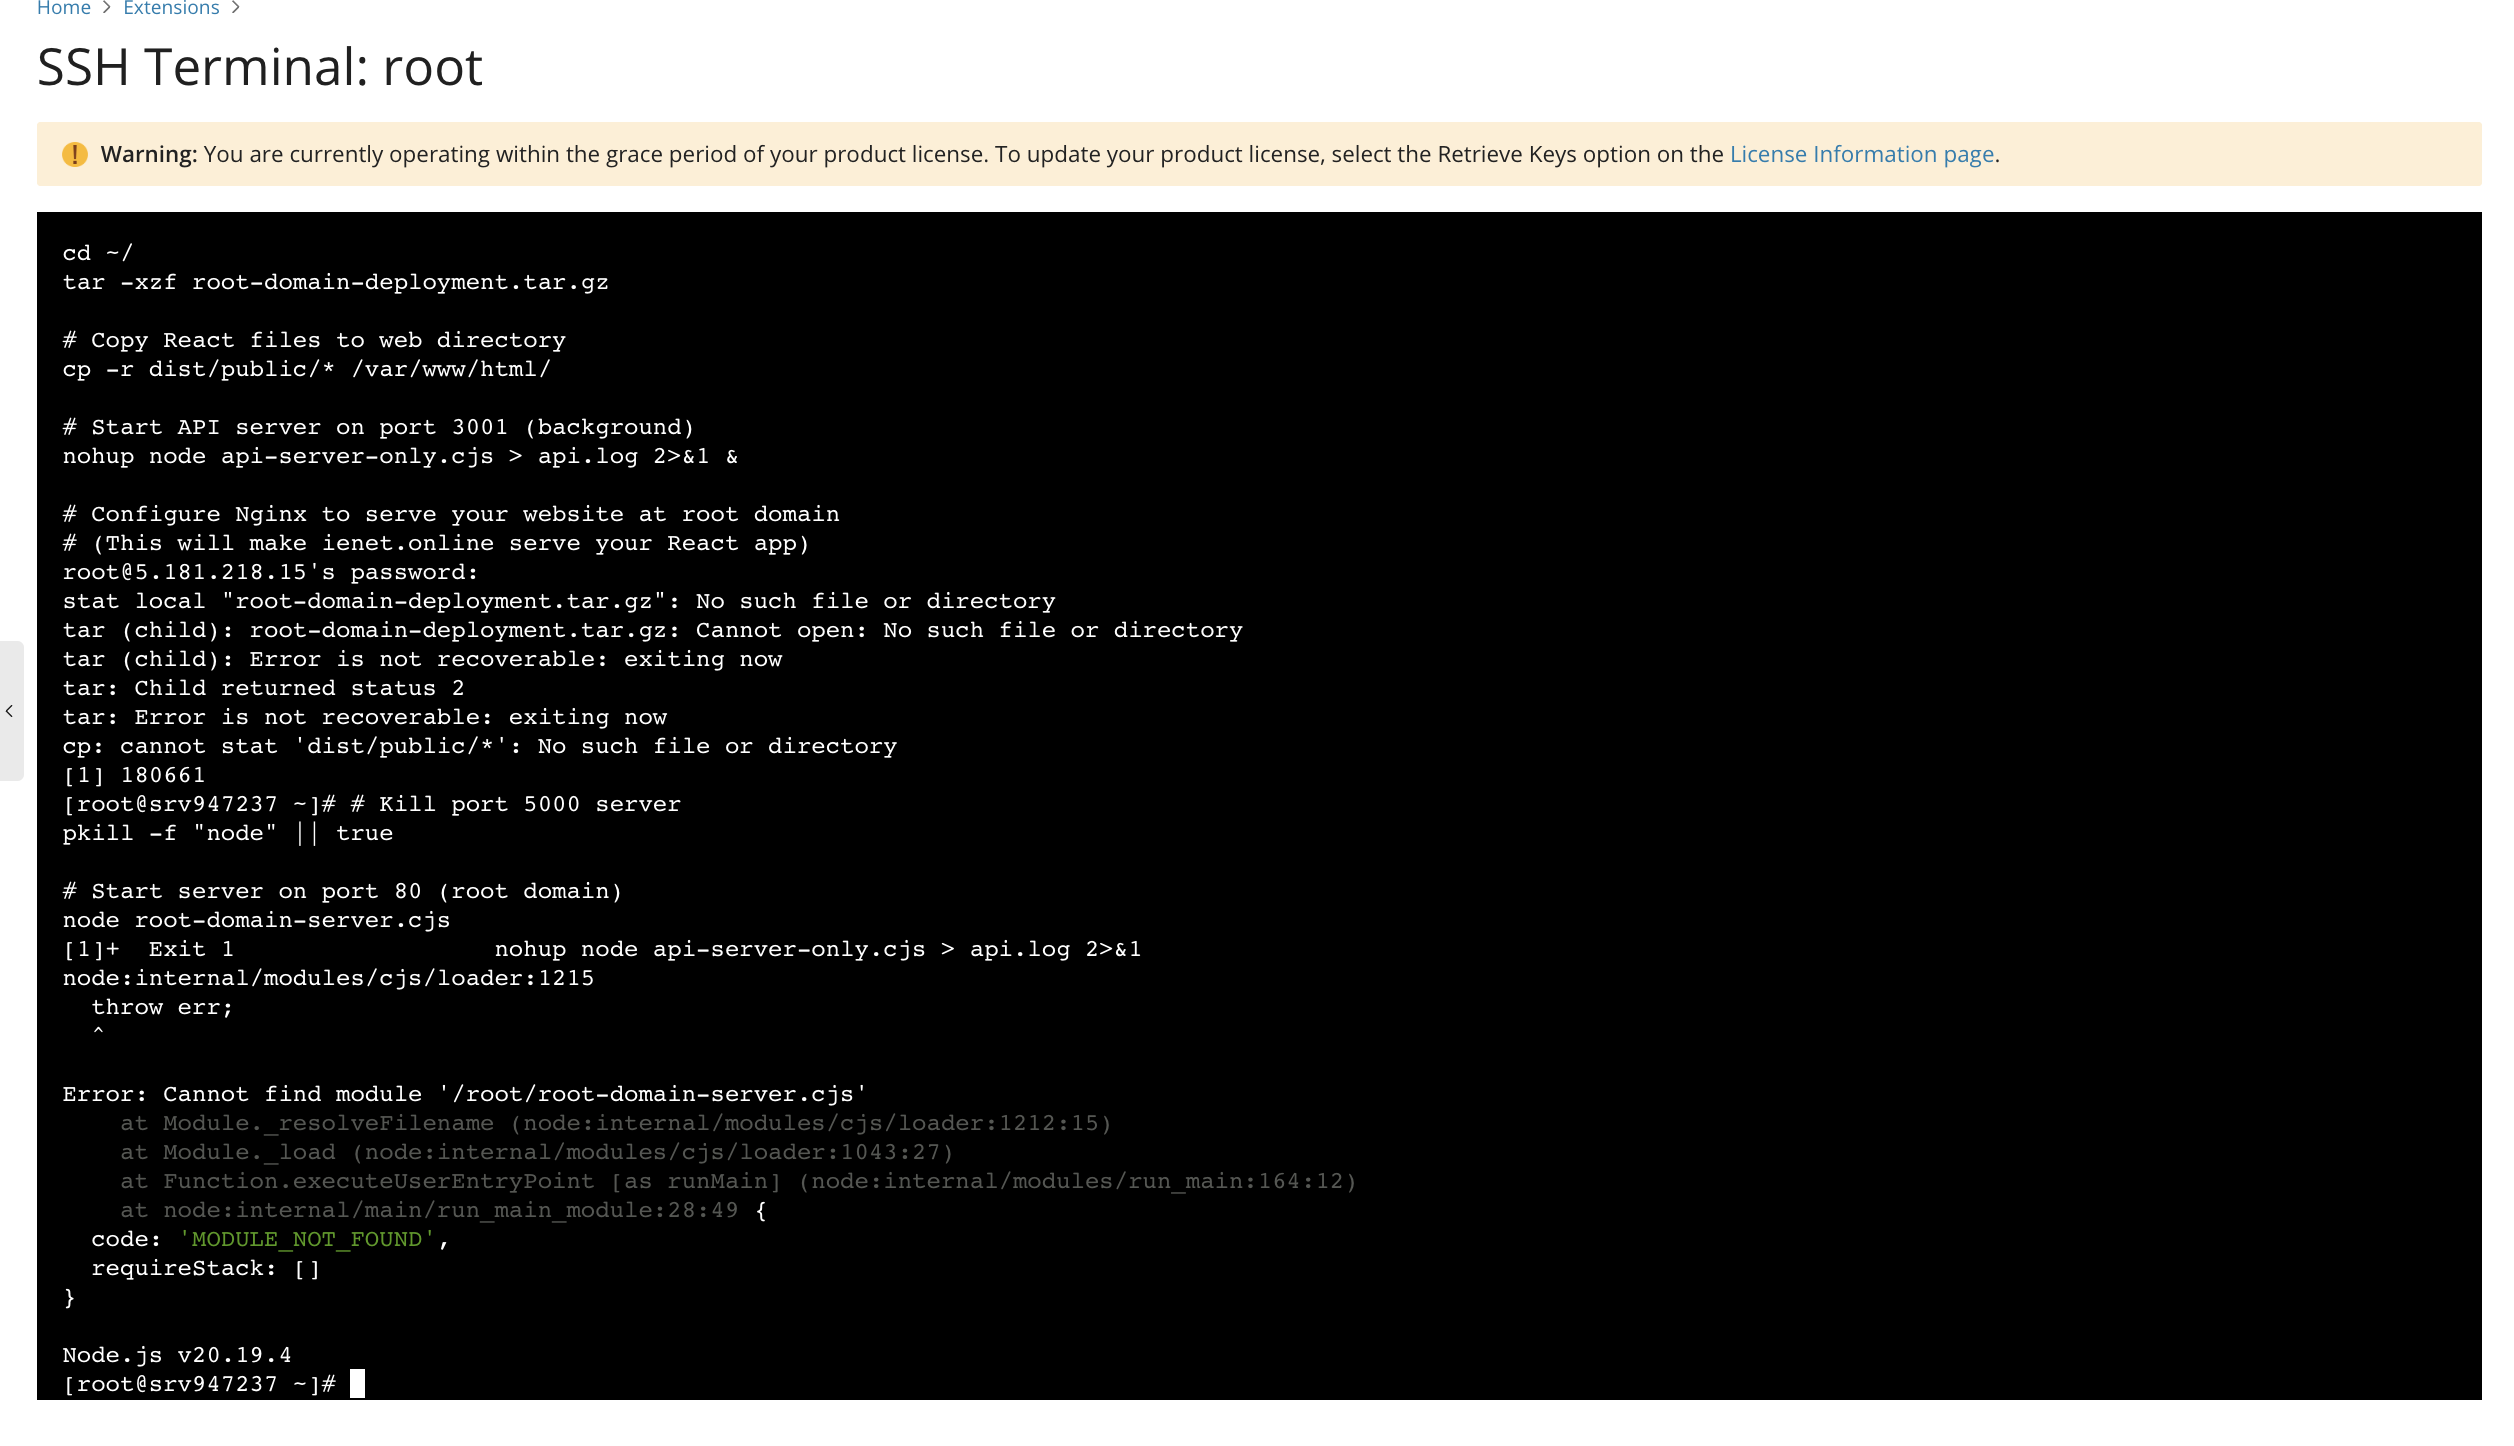 Home > Extensions >
SSH Terminal: root
! Warning: You are currently operating within the grace period of your product license. To update your product license, select the Retrieve Keys option on the License Information page.
cd ~/
tar -xzf root-domain-deployment.tar.gz
# Copy React files to web directory
cp -r dist/public/* /var/www/html/
# Start API server on port 3001 (background)
nohup node api-server-only.cjs > api.log 2>&1 &
# Configure Nginx to serve your website at root domain
# (This will make ienet.online serve your React app)
root@5.181.218.15's password:
stat local "root-domain-deployment.tar.gz": No such file or directory
tar (child): root-domain-deployment.tar.gz: Cannot open: No such file or directory
tar (child): Error is not recoverable: exiting now
tar: Child returned status 2
tar: Error is not recoverable: exiting now
cp: cannot stat 'dist/public/*': No such file or directory
[1] 180661
[root@srv947237 ~]# # Kill port 5000 server
pkill -f "node" || true
# Start server on port 80 (root domain)
node root-domain-server.cjs
[1]+  Exit 1                  nohup node api-server-only.cjs > api.log 2>&1
node:internal/modules/cjs/loader:1215
  throw err;
  ^
Error: Cannot find module '/root/root-domain-server.cjs'
    at Module._resolveFilename (node:internal/modules/cjs/loader:1212:15)
    at Module._load (node:internal/modules/cjs/loader:1043:27)
    at Function.executeUserEntryPoint [as runMain] (node:internal/modules/run_main:164:12)
    at node:internal/main/run_main_module:28:49 {
  code: 'MODULE_NOT_FOUND',
  requireStack: []
}
Node.js v20.19.4
[root@srv947237 ~]#